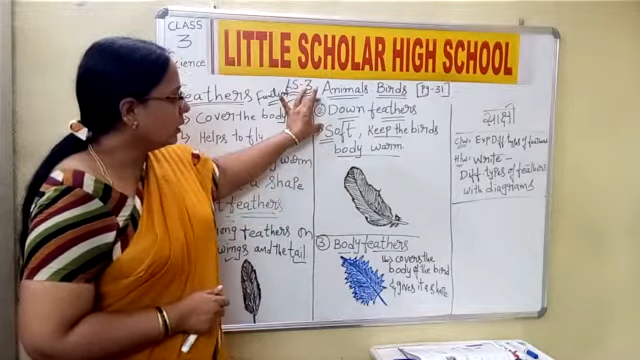 CLASS
3
Science
LITTLE SCHOLAR HIGH SCHOOL
LS-3 Animals Birds [Pg-31]
Feathers
Cover the body
Helps to fly
warm
a shape
feathers
feathers on
wings and the tail
② Down feathers
Soft, Keep the birds
body warm
③ Body feathers
covers the
body of the bird
& gives it a shape
साक्षी
C/w: Exp Diff types of feathers
H/w: Write -
Diff types of feathers
with diagrams